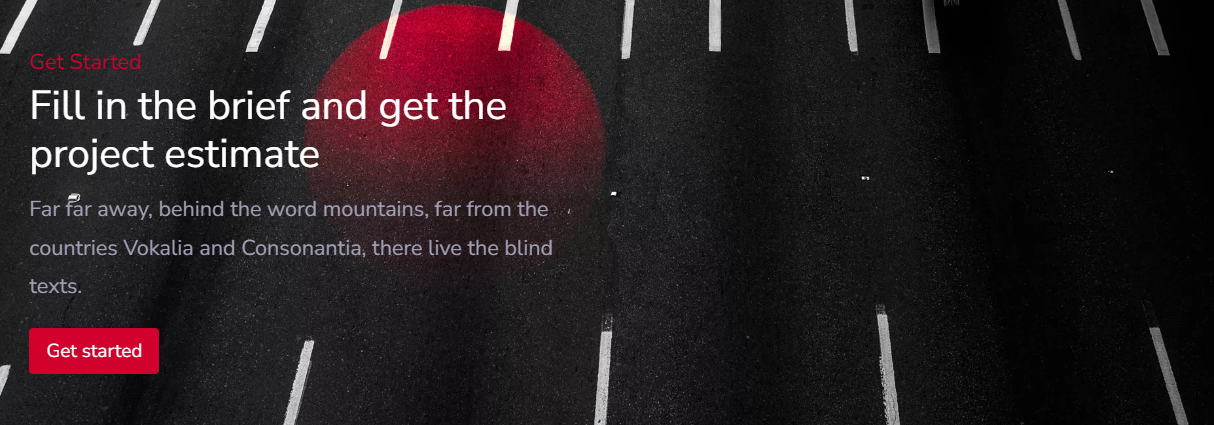 Get Started
Fill in the brief and get the
project estimate
Far far away, behind the word mountains, far from the
countries Vokalia and Consonantia, there live the blind
texts.
Get started